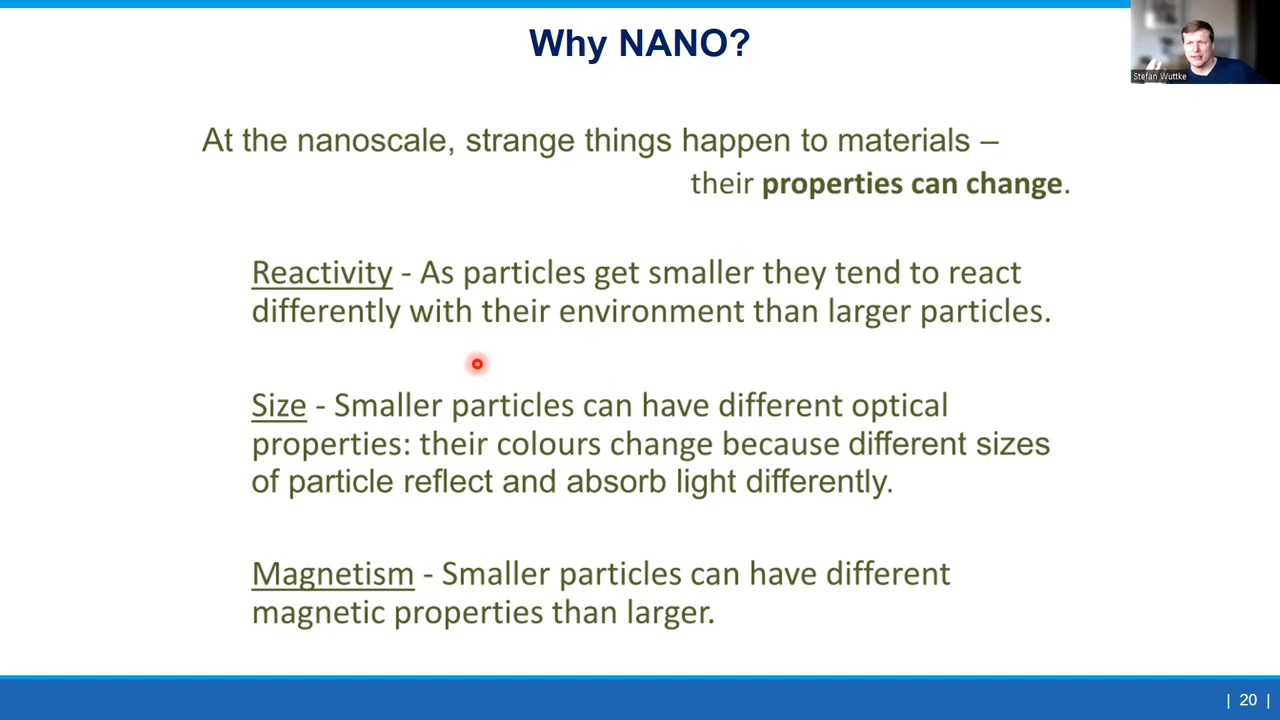 Why NANO?
Stefan Wuttke
At the nanoscale, strange things happen to materials –
their properties can change.
Reactivity - As particles get smaller they tend to react
differently with their environment than larger particles.
Size - Smaller particles can have different optical
properties: their colours change because different sizes
of particle reflect and absorb light differently.
Magnetism - Smaller particles can have different
magnetic properties than larger.
| 20 |